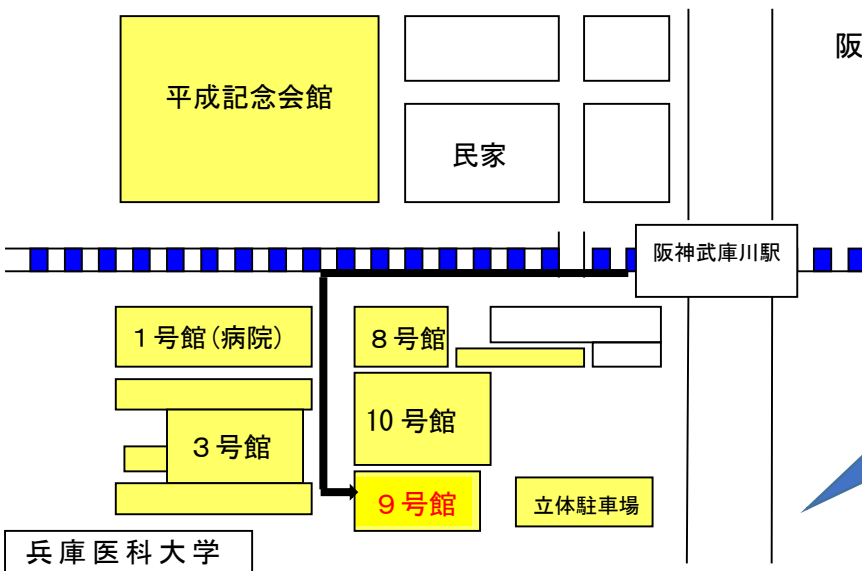 阪
平成記念会館
民家
阪神武庫川駅
1号館(病院)
8号館
10号館
3号館
9号館
立体駐車場
兵庫医科大学